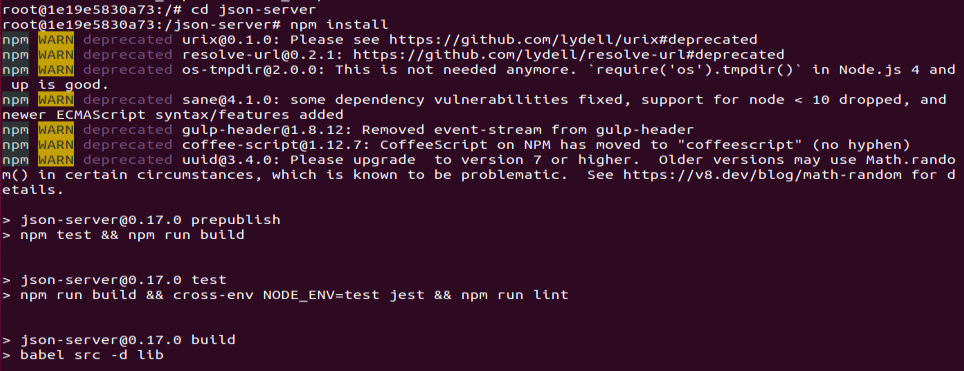 root@1e19e5830a73:/# cd json-server
root@1e19e5830a73:/json-server# npm install
npm WARN deprecated urix@0.1.0: Please see https://github.com/lydell/urix#deprecated
npm WARN deprecated resolve-url@0.2.1: https://github.com/lydell/resolve-url#deprecated
npm WARN deprecated os-tmpdir@2.0.0: This is not needed anymore. `require('os').tmpdir()` in Node.js 4 and
 up is good.
npm WARN deprecated sane@4.1.0: some dependency vulnerabilities fixed, support for node < 10 dropped, and
newer ECMAScript syntax/features added
npm WARN deprecated gulp-header@1.8.12: Removed event-stream from gulp-header
npm WARN deprecated coffee-script@1.12.7: CoffeeScript on NPM has moved to "coffeescript" (no hyphen)
npm WARN deprecated uuid@3.4.0: Please upgrade  to version 7 or higher.  Older versions may use Math.rando
m() in certain circumstances, which is known to be problematic.  See https://v8.dev/blog/math-random for d
etails.
> json-server@0.17.0 prepublish
> npm test && npm run build
> json-server@0.17.0 test
> npm run build && cross-env NODE_ENV=test jest && npm run lint
> json-server@0.17.0 build
> babel src -d lib